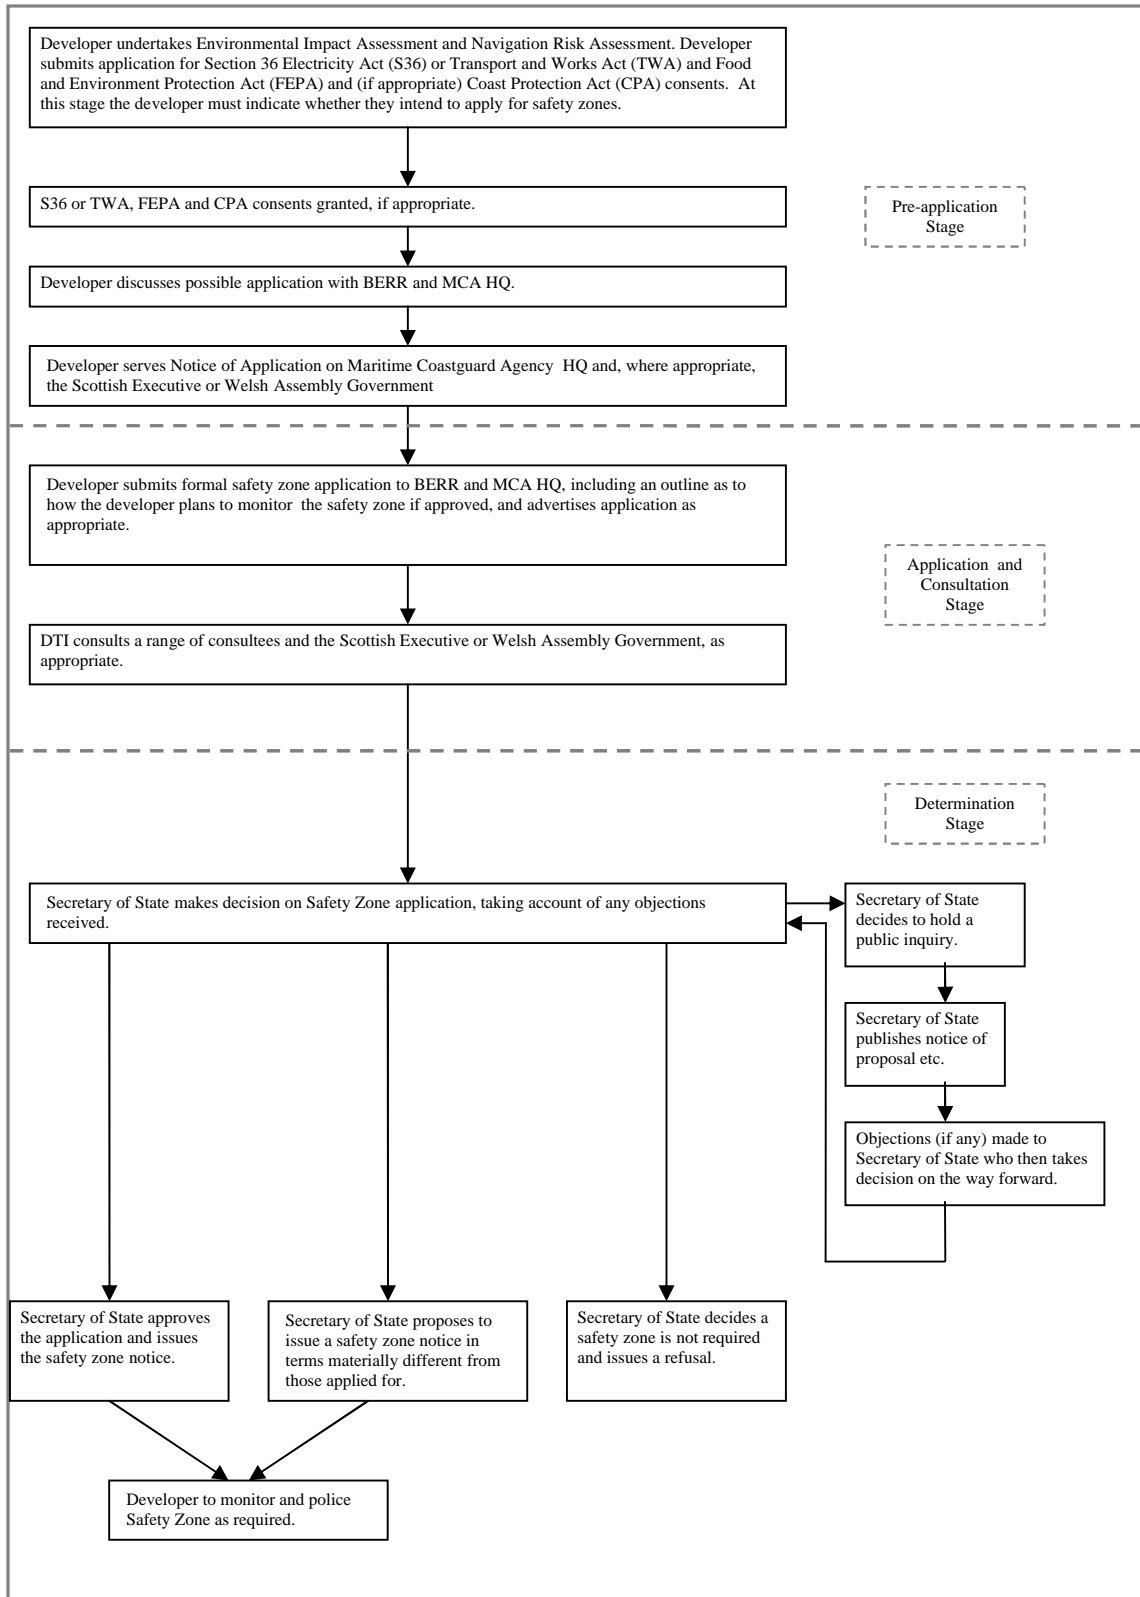 Developer undertakes Environmental Impact Assessment and Navigation Risk Assessment. Developer
submits application for Section 36 Electricity Act (S36) or Transport and Works Act (TWA) and Food
and Environment Protection Act (FEPA) and (if appropriate) Coast Protection Act (CPA) consents.  At
this stage the developer must indicate whether they intend to apply for safety zones.
S36 or TWA, FEPA and CPA consents granted, if appropriate.
Pre-application
Stage
Developer discusses possible application with BERR and MCA HQ.
Developer serves Notice of Application on Maritime Coastguard Agency  HQ and, where appropriate,
the Scottish Executive or Welsh Assembly Government
Developer submits formal safety zone application to BERR and MCA HQ, including an outline as to
how the developer plans to monitor  the safety zone if approved, and advertises application as
appropriate.
Application  and
Consultation
Stage
DTI consults a range of consultees and the Scottish Executive or Welsh Assembly Government, as
appropriate.
Determination
Stage
Secretary of State makes decision on Safety Zone application, taking account of any objections
received.
Secretary of State
decides to hold a
public inquiry.
Secretary of State
publishes notice of
proposal etc.
Objections (if any) made to
Secretary of State who then takes
decision on the way forward.
Secretary of State approves
the application and issues
the safety zone notice.
Secretary of State proposes to
issue a safety zone notice in
terms materially different from
those applied for.
Secretary of State decides a
safety zone is not required
and issues a refusal.
Developer to monitor and police
Safety Zone as required.